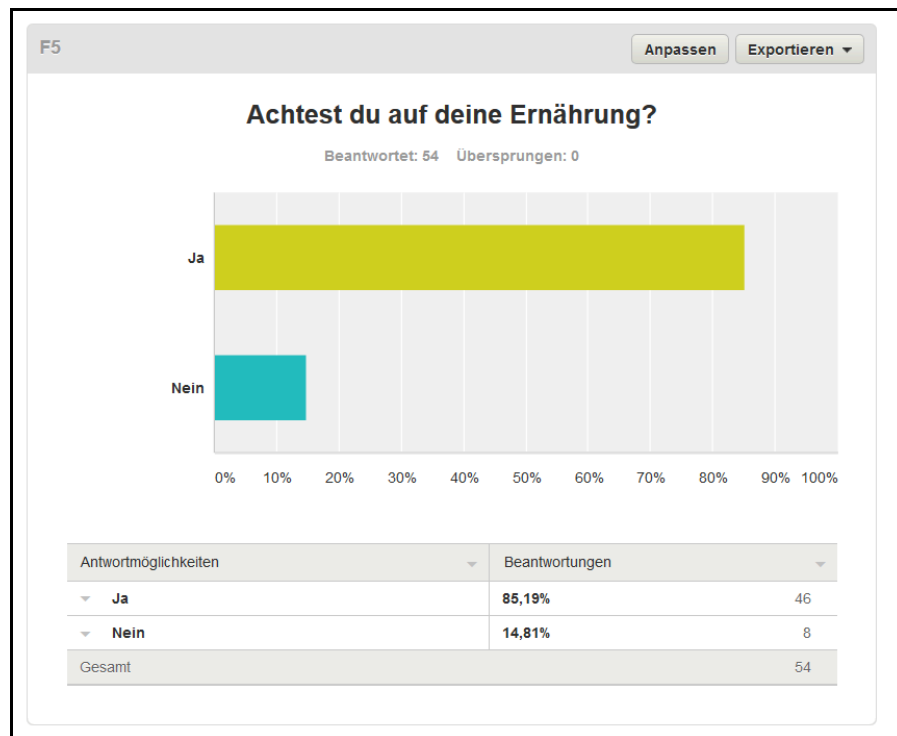 F5 Anpassen Exportieren
Achtest du auf deine Ernährung?
Beantwortet: 54 Übersprungen: 0
Ja
Nein
0% 10% 20% 30% 40% 50% 60% 70% 80% 90% 100%
Antwortmöglichkeiten Beantwortungen
Ja 85,19% 46
Nein 14,81% 8
Gesamt 54